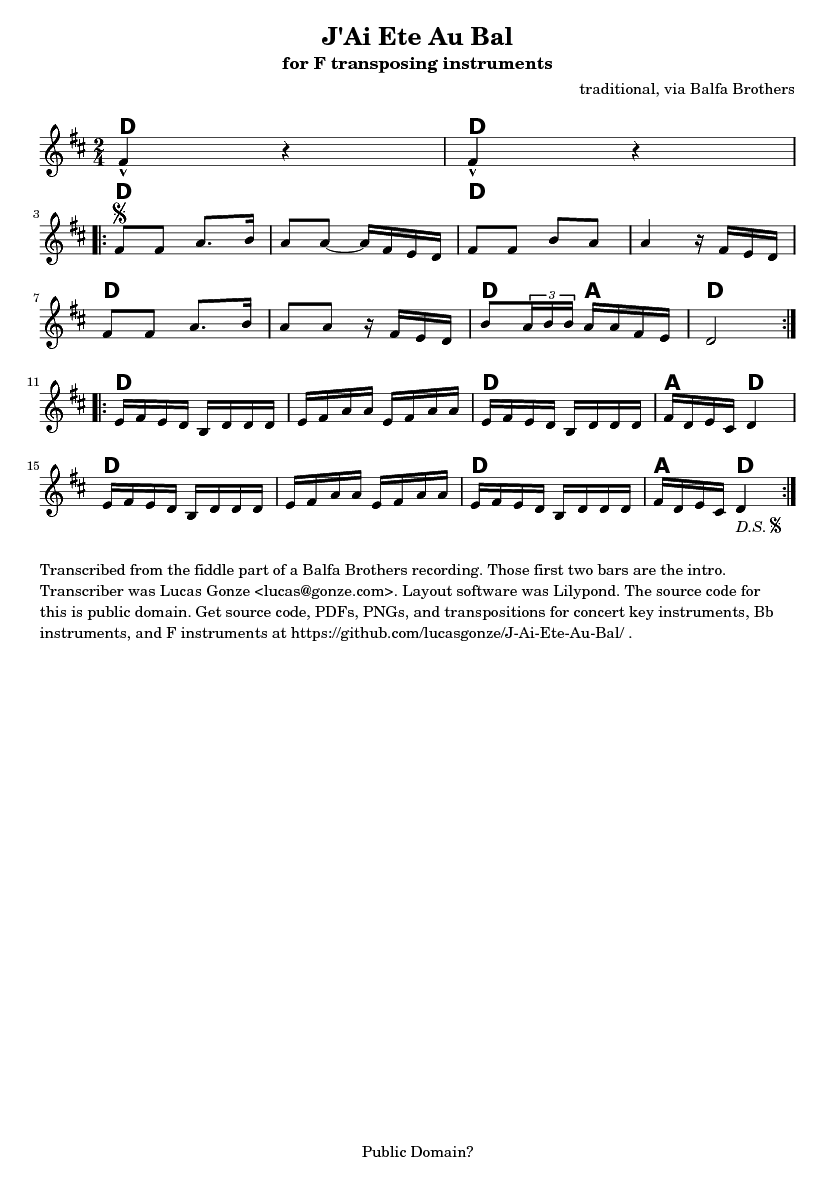 J'Ai Ete Au Bal
for F transposing instruments
traditional, via Balfa Brothers
D D
2
4
D D
3
D D A D
3
7
D D A D
11
D D A D
15
D.S.
Transcribed from the fiddle part of a Balfa Brothers recording. Those first two bars are the intro.
Transcriber was Lucas Gonze <lucas@gonze.com>. Layout software was Lilypond. The source code for
this is public domain. Get source code, PDFs, PNGs, and transpositions for concert key instruments, Bb
instruments, and F instruments at https://github.com/lucasgonze/J-Ai-Ete-Au-Bal/ .
Public Domain?